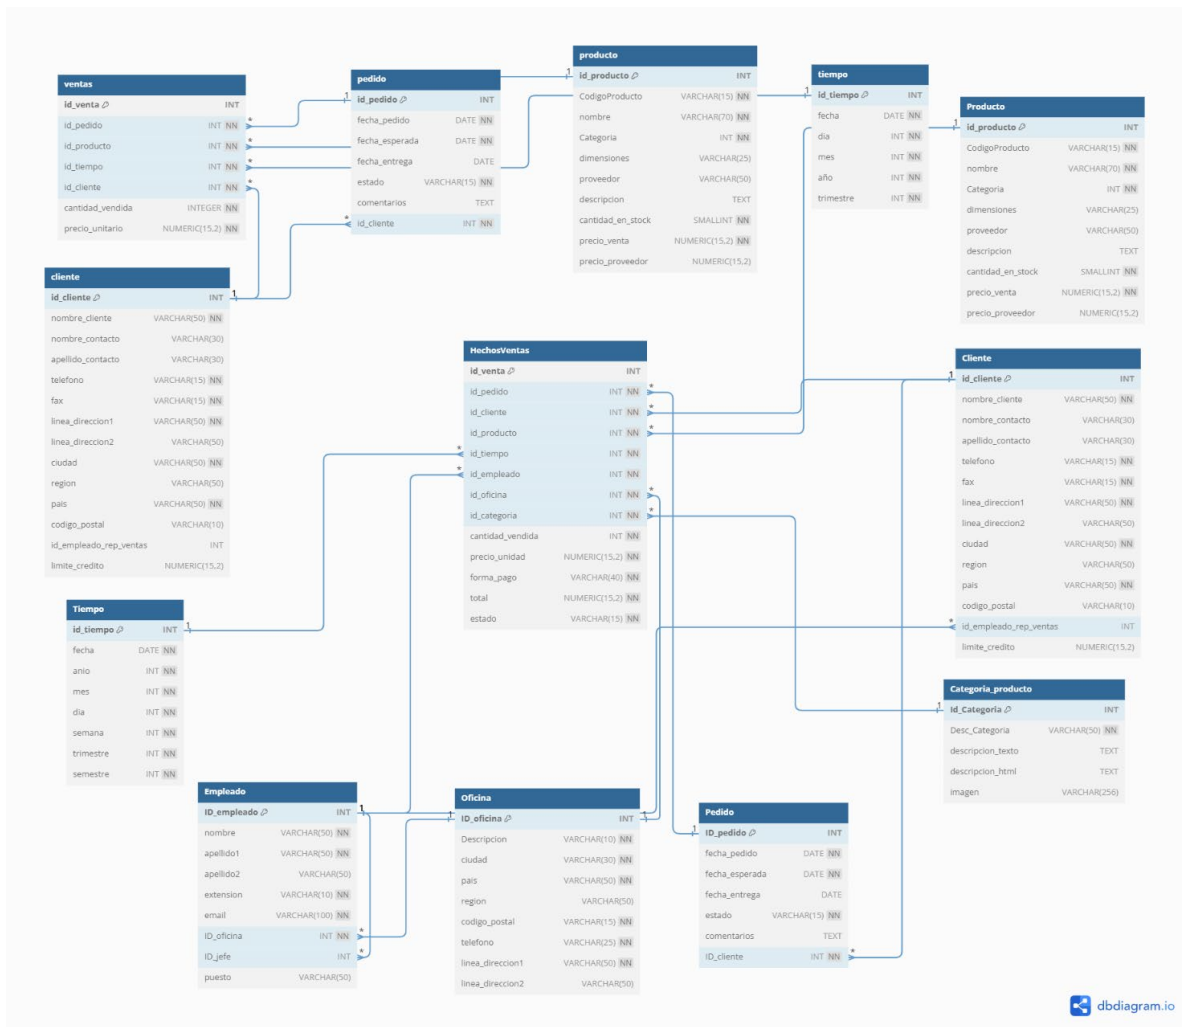 ventas
id_venta INT
id_pedido INT NN
id_producto INT NN
id_tiempo INT NN
id_cliente INT NN
cantidad_vendida INTEGER NN
precio_unitario NUMERIC(15,2) NN
pedido
id_pedido INT
fecha_pedido DATE NN
fecha_esperada DATE NN
fecha_entrega DATE
estado VARCHAR(15) NN
comentarios TEXT
id_cliente INT NN
producto
id_producto INT
CodigoProducto VARCHAR(15) NN
nombre VARCHAR(70) NN
Categoria INT NN
dimensiones VARCHAR(25)
proveedor VARCHAR(50)
descripcion TEXT
cantidad_en_stock SMALLINT NN
precio_venta NUMERIC(15,2) NN
precio_proveedor NUMERIC(15,2)
tiempo
id_tiempo INT
fecha DATE NN
dia INT NN
mes INT NN
año INT NN
trimestre INT NN
Producto
id_producto INT
CodigoProducto VARCHAR(15) NN
nombre VARCHAR(70) NN
Categoria INT NN
dimensiones VARCHAR(25)
proveedor VARCHAR(50)
descripcion TEXT
cantidad_en_stock SMALLINT NN
precio_venta NUMERIC(15,2) NN
precio_proveedor NUMERIC(15,2)
cliente
id_cliente INT
nombre_cliente VARCHAR(50) NN
nombre_contacto VARCHAR(30)
apellido_contacto VARCHAR(30)
telefono VARCHAR(15) NN
fax VARCHAR(15) NN
linea_direccion1 VARCHAR(50) NN
linea_direccion2 VARCHAR(50)
ciudad VARCHAR(50) NN
region VARCHAR(50)
pais VARCHAR(50) NN
codigo_postal VARCHAR(10)
id_empleado_rep_ventas INT
limite_credito NUMERIC(15,2)
HechosVentas
id_venta INT
id_pedido INT NN
id_cliente INT NN
id_producto INT NN
id_tiempo INT NN
id_empleado INT NN
id_oficina INT NN
id_categoria INT NN
cantidad_vendida INT NN
precio_unidad NUMERIC(15,2) NN
forma_pago VARCHAR(40) NN
total NUMERIC(15,2) NN
estado VARCHAR(15) NN
Cliente
id_cliente INT
nombre_cliente VARCHAR(50) NN
nombre_contacto VARCHAR(30)
apellido_contacto VARCHAR(30)
telefono VARCHAR(15) NN
fax VARCHAR(15) NN
linea_direccion1 VARCHAR(50) NN
linea_direccion2 VARCHAR(50)
ciudad VARCHAR(50) NN
region VARCHAR(50)
pais VARCHAR(50) NN
codigo_postal VARCHAR(10)
id_empleado_rep_ventas INT
limite_credito NUMERIC(15,2)
Tiempo
id_tiempo INT
fecha DATE NN
anio INT NN
mes INT NN
dia INT NN
semana INT NN
trimestre INT NN
semestre INT NN
Categoria_producto
Id_Categoria INT
Desc_Categoria VARCHAR(50) NN
descripcion_texto TEXT
descripcion_html TEXT
imagen VARCHAR(256)
Empleado
ID_empleado INT
nombre VARCHAR(50) NN
apellido1 VARCHAR(50) NN
apellido2 VARCHAR(50)
extension VARCHAR(10) NN
email VARCHAR(100) NN
ID_oficina INT NN
ID_jefe INT
puesto VARCHAR(50)
Oficina
ID_oficina INT
Descripcion VARCHAR(10) NN
ciudad VARCHAR(30) NN
pais VARCHAR(50) NN
region VARCHAR(50)
codigo_postal VARCHAR(15) NN
telefono VARCHAR(25) NN
linea_direccion1 VARCHAR(50) NN
linea_direccion2 VARCHAR(50)
Pedido
ID_pedido INT
fecha_pedido DATE NN
fecha_esperada DATE NN
fecha_entrega DATE
estado VARCHAR(15) NN
comentarios TEXT
ID_cliente INT NN
dbdiagram.io